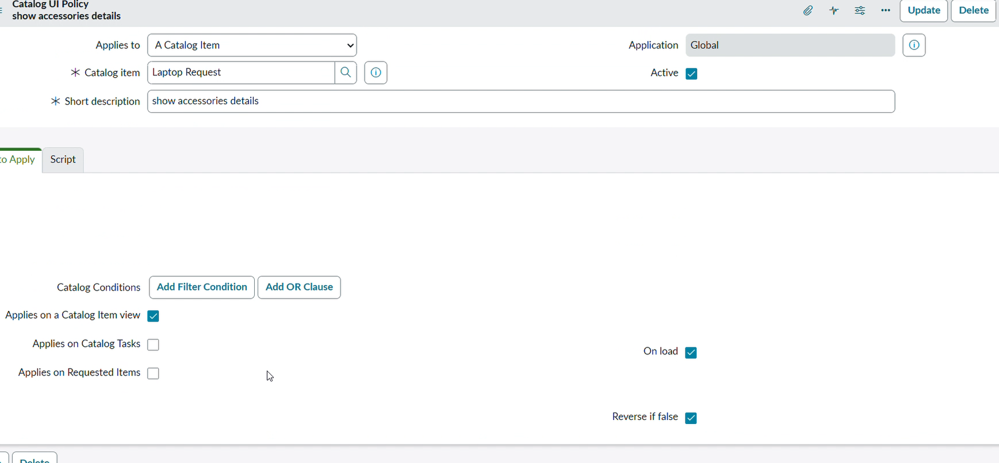 Catalog UI Policy
show accessories details
Update
Delete
Applies to
A Catalog Item
Application
Global
Catalog item
Laptop Request
Active
Short description
show accessories details
to Apply
Script
Catalog Conditions
Add Filter Condition
Add OR Clause
Applies on a Catalog Item view
Applies on Catalog Tasks
On load
Applies on Requested Items
Reverse if false
Delete